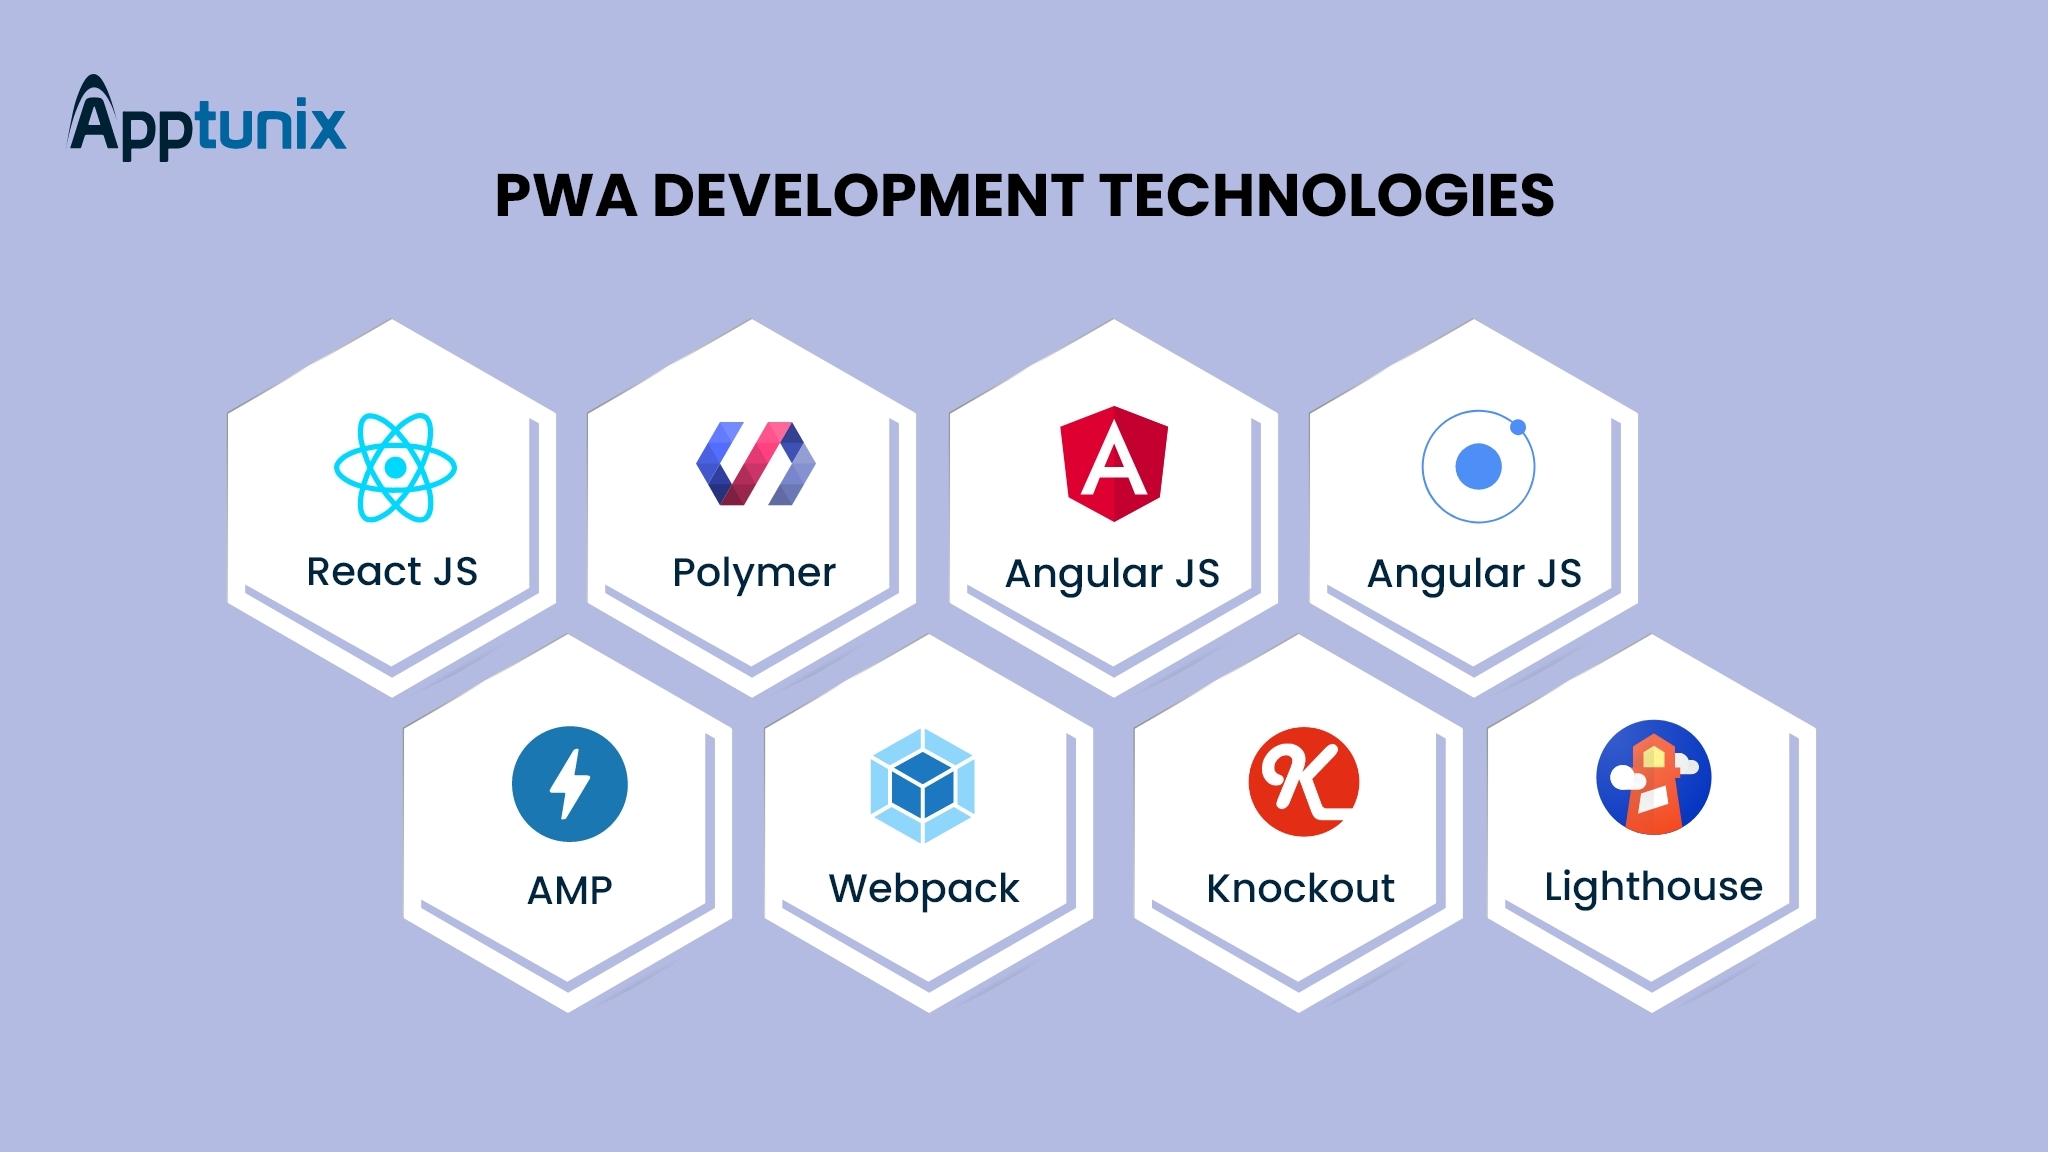 Apptunix
PWA DEVELOPMENT TECHNOLOGIES
React JS
Polymer
Angular JS
Angular JS
AMP
Webpack
Knockout
Lighthouse